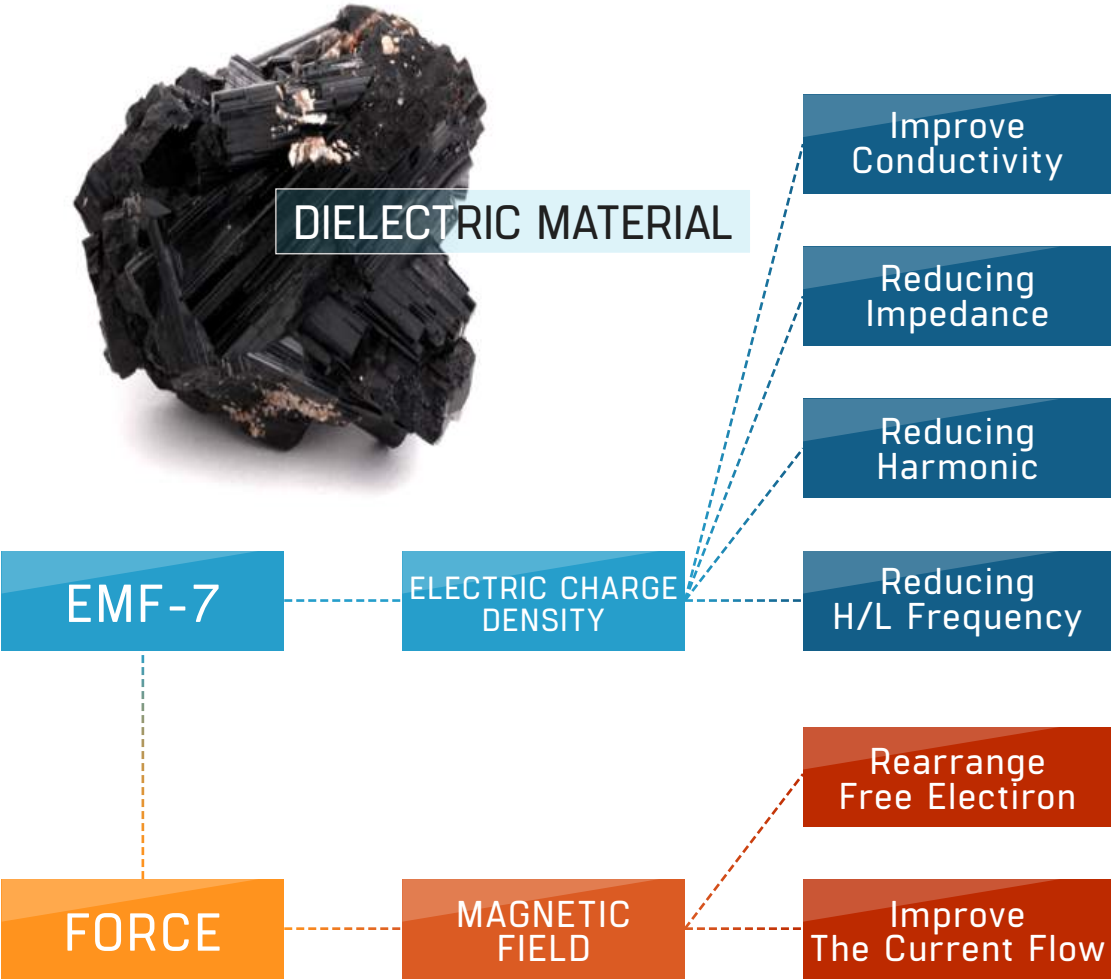 DIELECTRIC MATERIAL
Improve
Conductivity
Reducing
Impedance
Reducing
Harmonic
EMF-7
ELECTRIC CHARGE
DENSITY
Reducing
H/L Frequency
Rearrange
Free Electiron
FORCE
MAGNETIC
FIELD
Improve
The Current Flow